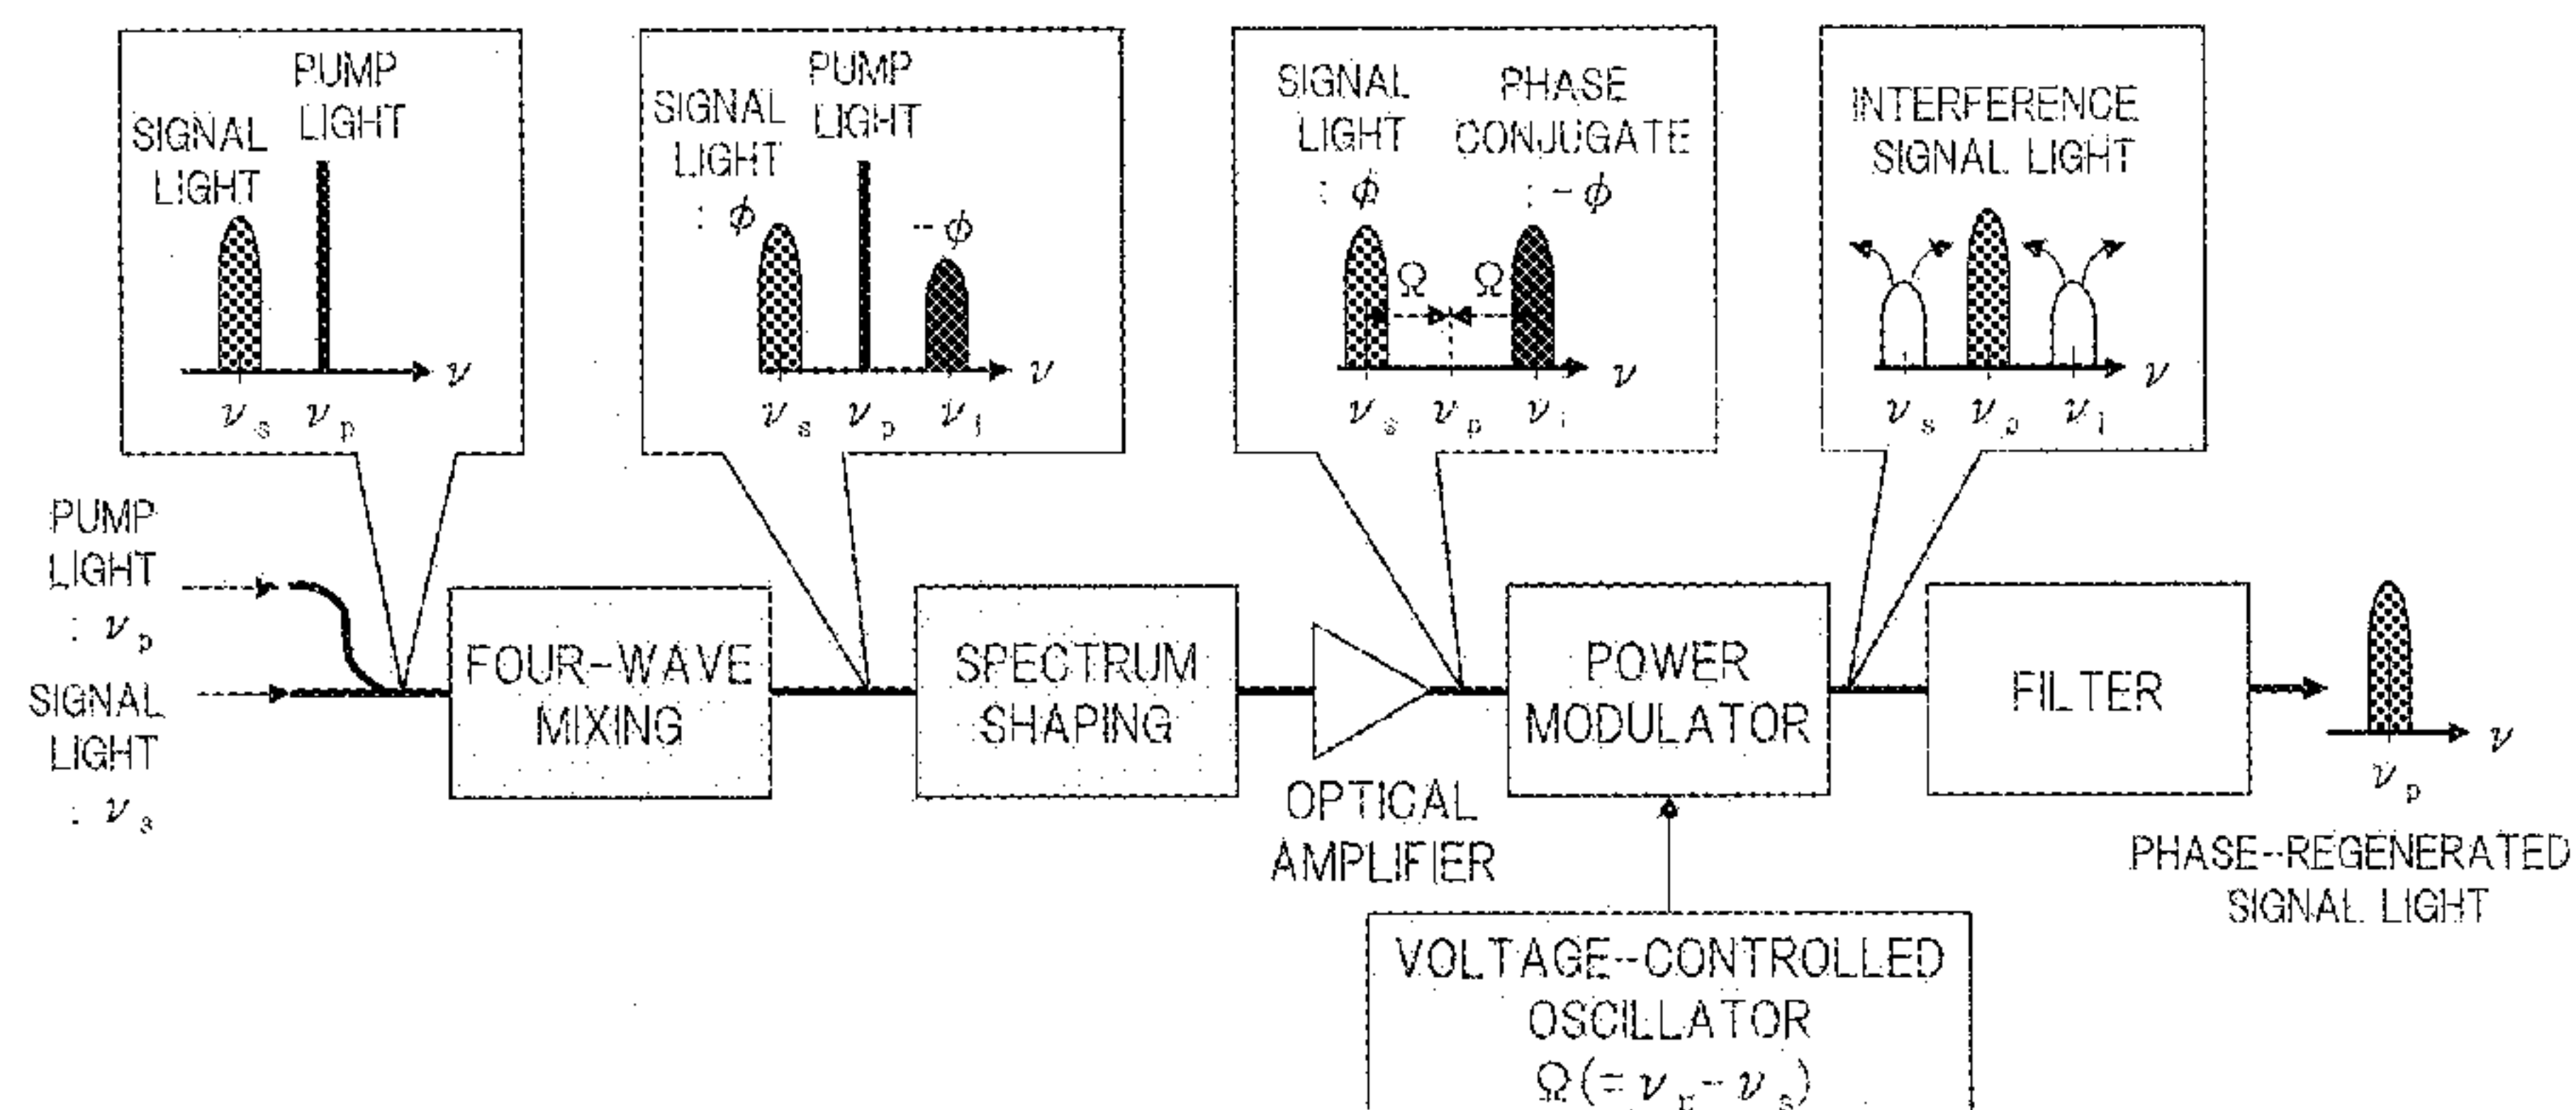 SIGNAL
LIGHT
PUMP
LIGHT
ν
ν s
ν p
SIGNAL
LIGHT
: ϕ
PUMP
LIGHT
-ϕ
ν
ν s
ν p
ν i
SIGNAL
LIGHT
: ϕ
PHASE
CONJUGATE
: -ϕ
Ω
Ω
ν
ν s
ν p
ν i
INTERFERENCE
SIGNAL LIGHT
ν
ν s
ν p
ν i
PUMP
LIGHT
: ν p
SIGNAL
LIGHT
: ν s
FOUR-WAVE
MIXING
SPECTRUM
SHAPING
OPTICAL
AMPLIFIER
POWER
MODULATOR
FILTER
ν
ν p
PHASE-REGENERATED
SIGNAL LIGHT
VOLTAGE-CONTROLLED
OSCILLATOR
Ω(= ν p - ν s)